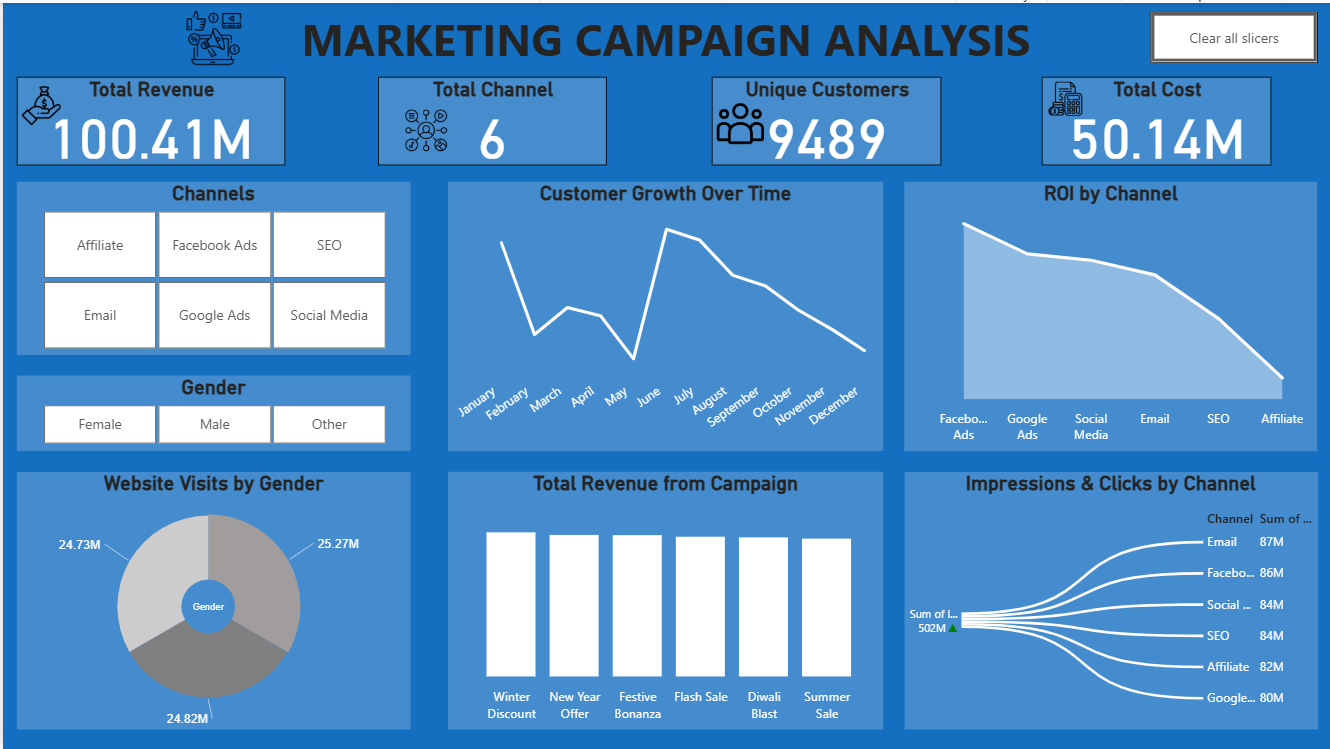 MARKETING CAMPAIGN ANALYSIS
Clear all slicers
Total Revenue
100.41M
Total Channel
6
Unique Customers
9489
Total Cost
50.14M
Channels
Affiliate
Facebook Ads
SEO
Email
Google Ads
Social Media
Gender
Female
Male
Other
Customer Growth Over Time
January
February
March
April
May
June
July
August
September
October
November
December
ROI by Channel
Facebo...
Ads
Google
Ads
Social
Media
Email
SEO
Affiliate
Website Visits by Gender
24.73M
25.27M
Gender
24.82M
Total Revenue from Campaign
Winter
Discount
New Year
Offer
Festive
Bonanza
Flash Sale
Diwali
Blast
Summer
Sale
Impressions & Clicks by Channel
Channel Sum of ...
Sum of I...
502M
Email 87M
Facebo... 86M
Social ... 84M
SEO 84M
Affiliate 82M
Google... 80M